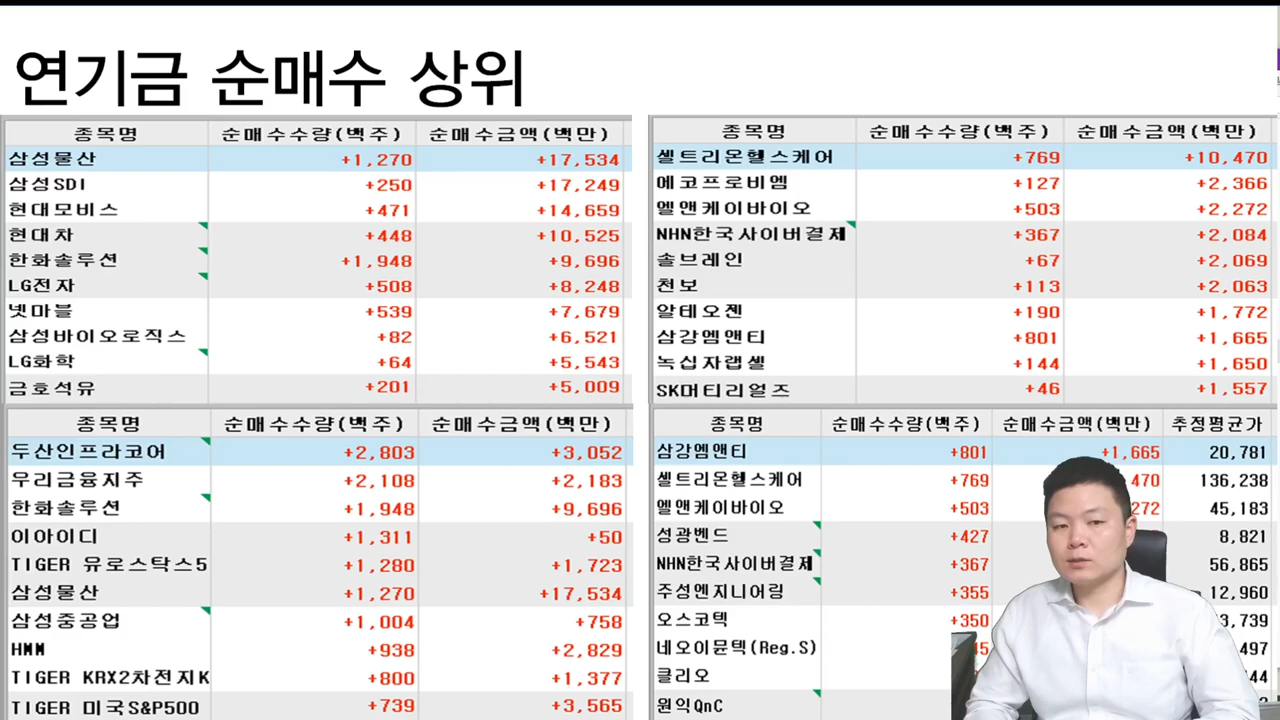 연기금 순매수 상위
종목명 순매수수량(백주) 순매수금액(백만)
삼성물산 +1,270 +17,534
삼성SDI +250 +17,249
현대모비스 +471 +14,659
현대차 +448 +10,525
한화솔루션 +1,948 +9,696
LG전자 +508 +8,248
넷마블 +539 +7,679
삼성바이오로직스 +82 +6,521
LG화학 +64 +5,543
금호석유 +201 +5,009
종목명 순매수수량(백주) 순매수금액(백만)
셀트리온헬스케어 +769 +10,470
에코프로비엠 +127 +2,366
엘앤케이바이오 +503 +2,272
NHN한국사이버결제 +367 +2,084
솔브레인 +67 +2,069
천보 +113 +2,063
알테오젠 +190 +1,772
삼강엠앤티 +801 +1,665
녹십자랩셀 +144 +1,650
SK머티리얼즈 +46 +1,557
종목명 순매수수량(백주) 순매수금액(백만)
두산인프라코어 +2,803 +3,052
우리금융지주 +2,108 +2,183
한화솔루션 +1,948 +9,696
이아이디 +1,311 +50
TIGER 유로스탁스5 +1,280 +1,723
삼성물산 +1,270 +17,534
삼성중공업 +1,004 +758
HMM +938 +2,829
TIGER KRX2차전지K +800 +1,377
TIGER 미국S&P500 +739 +3,565
종목명 순매수수량(백주) 순매수금액(백만) 추정평균가
삼강엠앤티 +801 +1,665 20,781
셀트리온헬스케어 +769 470 136,238
엘앤케이바이오 +503 272 45,183
성광벤드 +427 8,821
NHN한국사이버결제 +367 56,865
주성엔지니어링 +355 12,960
오스코텍 +350 3,739
네오이뮨텍(Reg.S) 497
클리오 44
원익QnC